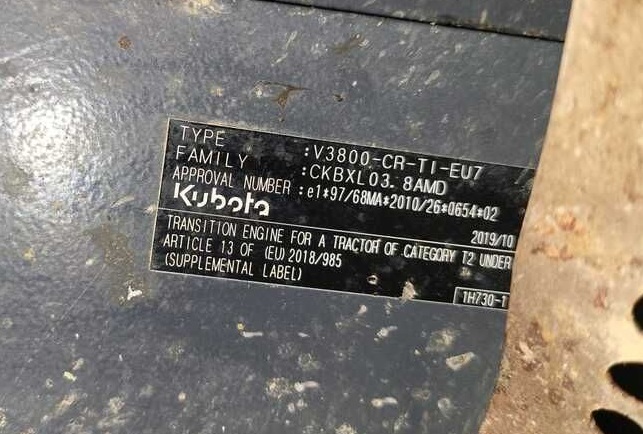 TYPE :V3800-CR-TI-EU7
FAMILY :CKBXL03.8AMD
APPROVAL NUMBER :e1*97/68MA*2010/26*0654*02
Kubota 2019/10
TRANSITION ENGINE FOR A TRACTOR OF CATEGORY T2 UNDER
ARTICLE 13 OF (EU) 2018/985
(SUPPLEMENTAL LABEL)
1H730-1